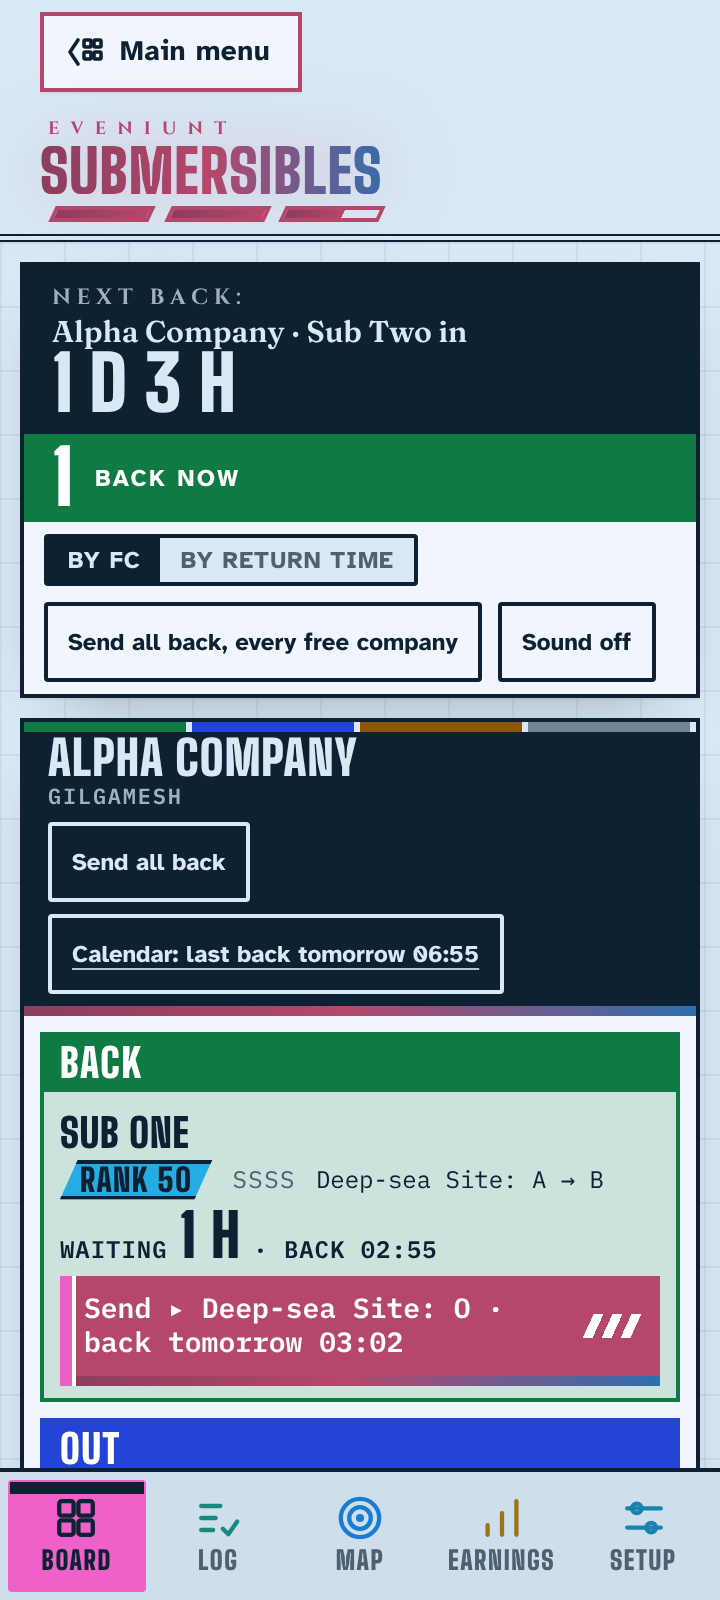 Main menu
EVENIUNT
SUBMERSIBLES
NEXT BACK:
Alpha Company · Sub Two in
1D 3H
1 BACK NOW
BY FC BY RETURN TIME
Send all back, every free company
Sound off
ALPHA COMPANY
GILGAMESH
Send all back
Calendar: last back tomorrow 06:55
BACK
SUB ONE
RANK 50 SSSS Deep-sea Site: A → B
WAITING 1H · BACK 02:55
Send ▸ Deep-sea Site: O ·
back tomorrow 03:02
OUT
BOARD LOG MAP EARNINGS SETUP